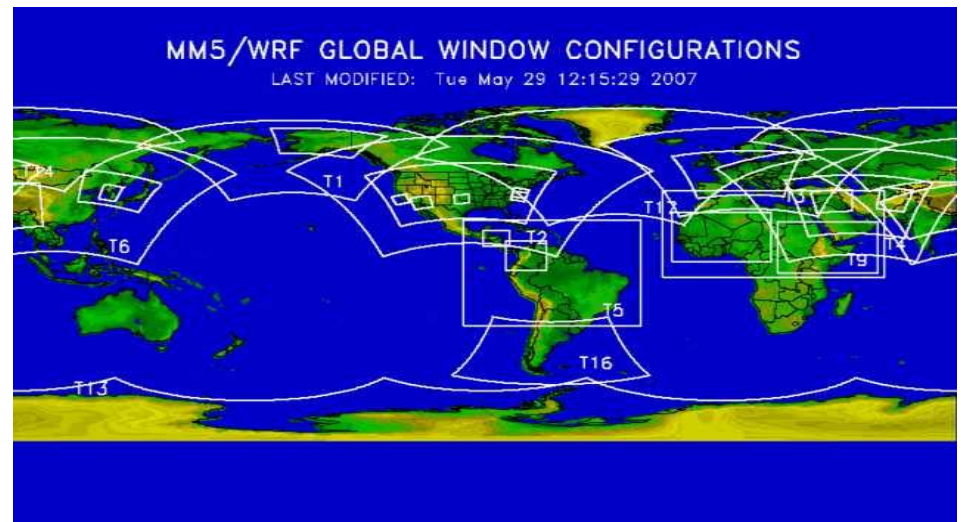 MM5/WRF GLOBAL WINDOW CONFIGURATIONS
LAST MODIFIED: Tue May 29 12:15:29 2007
T1
T6
T2
T9
T5
T16
T13